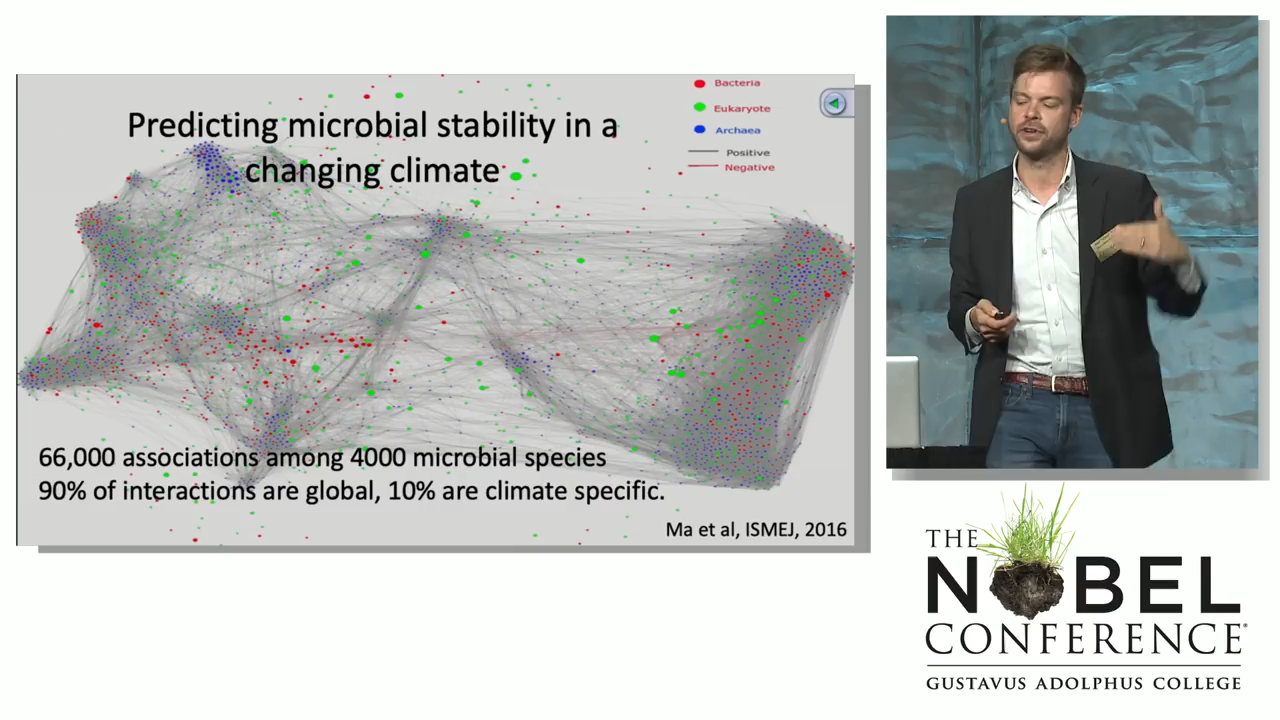 Predicting microbial stability in a
changing climate
Bacteria
Eukaryote
Archaea
Positive
Negative
66,000 associations among 4000 microbial species
90% of interactions are global, 10% are climate specific.
Ma et al, ISMEJ, 2016
THE
NOBEL
CONFERENCE®
GUSTAVUS ADOLPHUS COLLEGE